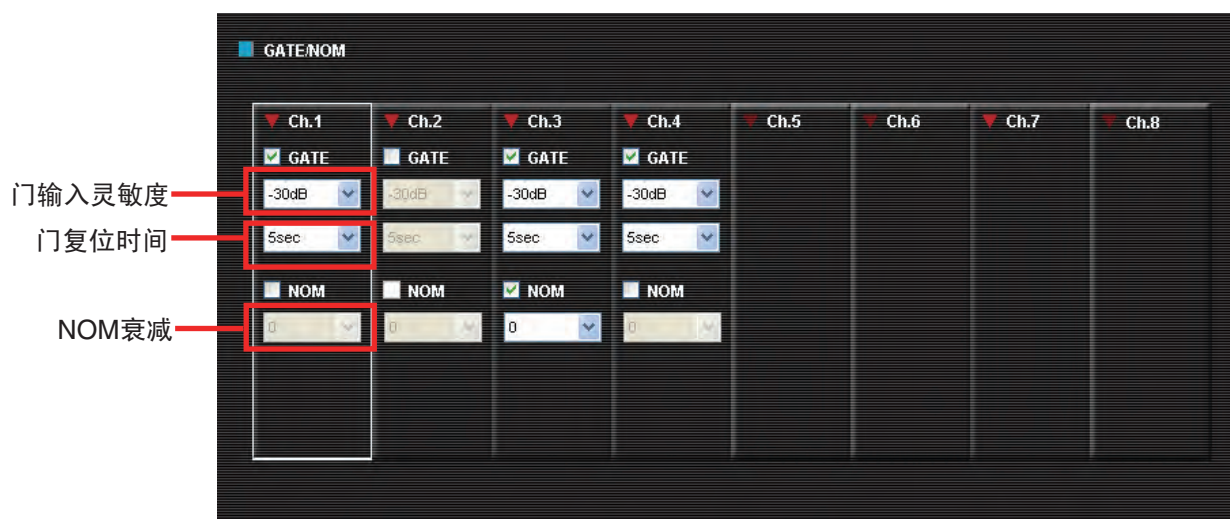 GATE/NOM
Ch.1 Ch.2 Ch.3 Ch.4 Ch.5 Ch.6 Ch.7 Ch.8
GATE GATE GATE GATE
门输入灵敏度 -30dB -30dB -30dB -30dB
门复位时间 5sec 5sec 5sec 5sec
NOM NOM NOM NOM
NOM衰减 0 0 0 0